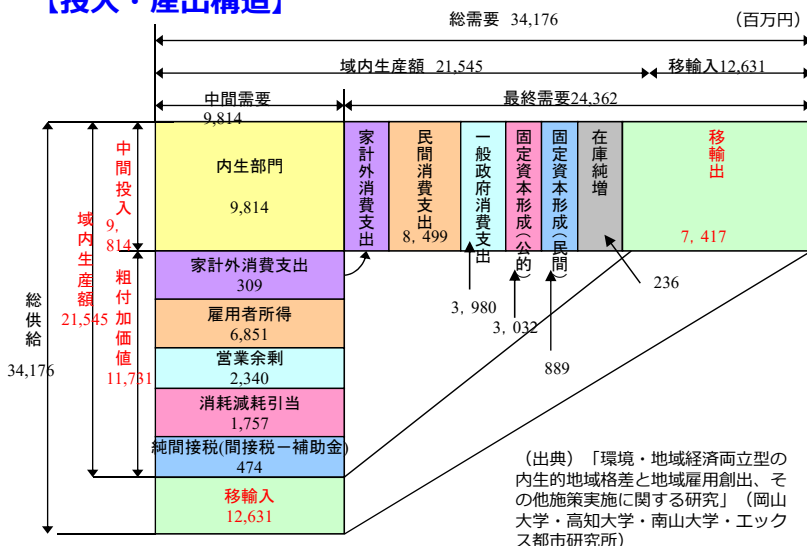 【投入・産出構造】
総需要 34,176
（百万円）
域内生産額 21,545
移輸入12,631
中間需要
9,814
最終需要24,362
内生部門
9,814
家計外消費支出
民間消費支出
8,499
一般政府消費支出
固定資本形成(公的)
固定資本形成(民間)
在庫純増
移輸出
7,417
3,980
3,032
889
236
総供給
34,176
域内生産額
21,545
中間投入
9,
814
粗付加価値
11,731
家計外消費支出
309
雇用者所得
6,851
営業余剰
2,340
消耗減耗引当
1,757
純間接税(間接税－補助金)
474
移輸入
12,631
（出典）「環境・地域経済両立型の
内生的地域格差と地域雇用創出、そ
の他施策実施に関する研究」（岡山
大学・高知大学・南山大学・エック
ス都市研究所）